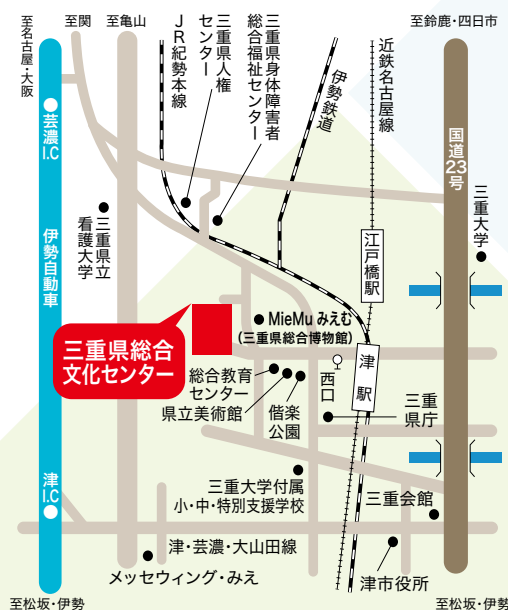 至名古屋・大阪
至関
至亀山
JR紀勢本線
三重県人権
センター
三重県身体障害者
総合福祉センター
伊勢鉄道
近鉄名古屋線
至鈴鹿・四日市
芸濃
I.C
国道23号
三重県立
看護大学
三重大学
伊勢自動車
江戸橋駅
MieMu みえむ
(三重県総合博物館)
三重県総合
文化センター
津駅
西口
総合教育
センター
県立美術館
偕楽
公園
三重
県庁
津
I.C
三重大学付属
小・中・特別支援学校
三重会館
津・芸濃・大山田線
メッセウィング・みえ
津市役所
至松坂・伊勢
至松坂・伊勢